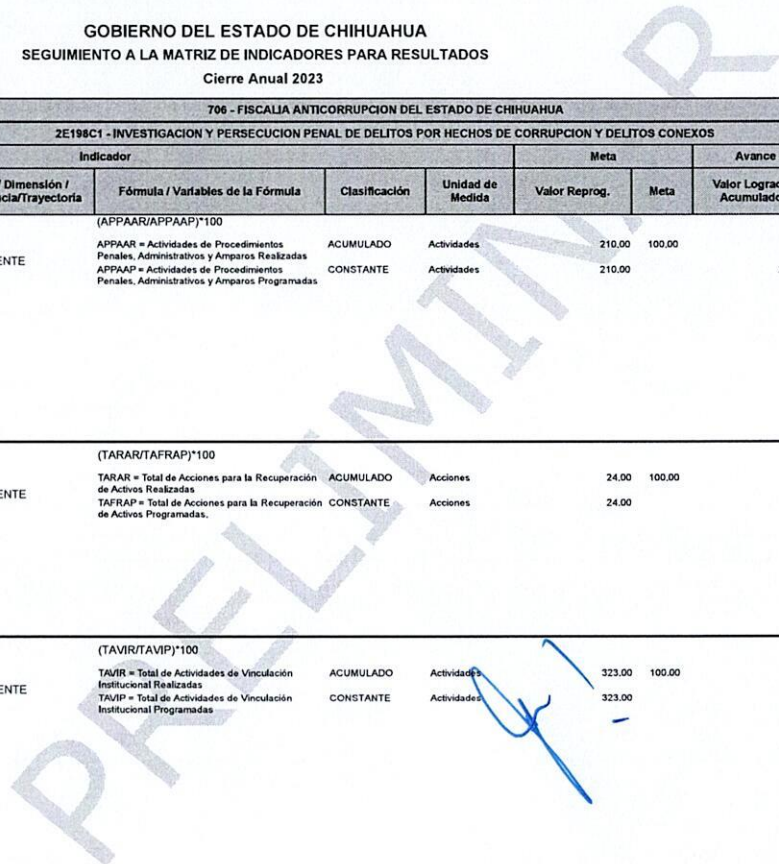 GOBIERNO DEL ESTADO DE CHIHUAHUA
SEGUIMIENTO A LA MATRIZ DE INDICADORES PARA RESULTADOS
Cierre Anual 2023
706 - FISCALIA ANTICORRUPCION DEL ESTADO DE CHIHUAHUA
2E198C1 - INVESTIGACION Y PERSECUCION PENAL DE DELITOS POR HECHOS DE CORRUPCION Y DELITOS CONEXOS
Indicador Meta Avance
/ Dimensión / Fórmula / Variables de la Fórmula Clasificación Unidad de Medida Valor Reprog. Meta Valor Lograd
cia/Trayectoria Acumulado
(APPAAR/APPAAP)*100
APPAAR = Actividades de Procedimientos ACUMULADO Actividades 210.00 100.00
Penales, Administrativos y Amparos Realizadas
ENTE
APPAAP = Actividades de Procedimientos CONSTANTE Actividades 210.00
Penales, Administrativos y Amparos Programadas
(TARAR/TAFRAP)*100
TARAR = Total de Acciones para la Recuperación ACUMULADO Acciones 24.00 100.00
de Activos Realizadas
ENTE
TAFRAP = Total de Acciones para la Recuperación CONSTANTE Acciones 24.00
de Activos Programadas.
(TAVIR/TAVIP)*100
TAVIR = Total de Actividades de Vinculación ACUMULADO Actividades 323.00 100.00
Institucional Realizadas
ENTE
TAVIP = Total de Actividades de Vinculación CONSTANTE Actividades 323.00
Institucional Programadas
PRELIMINAR